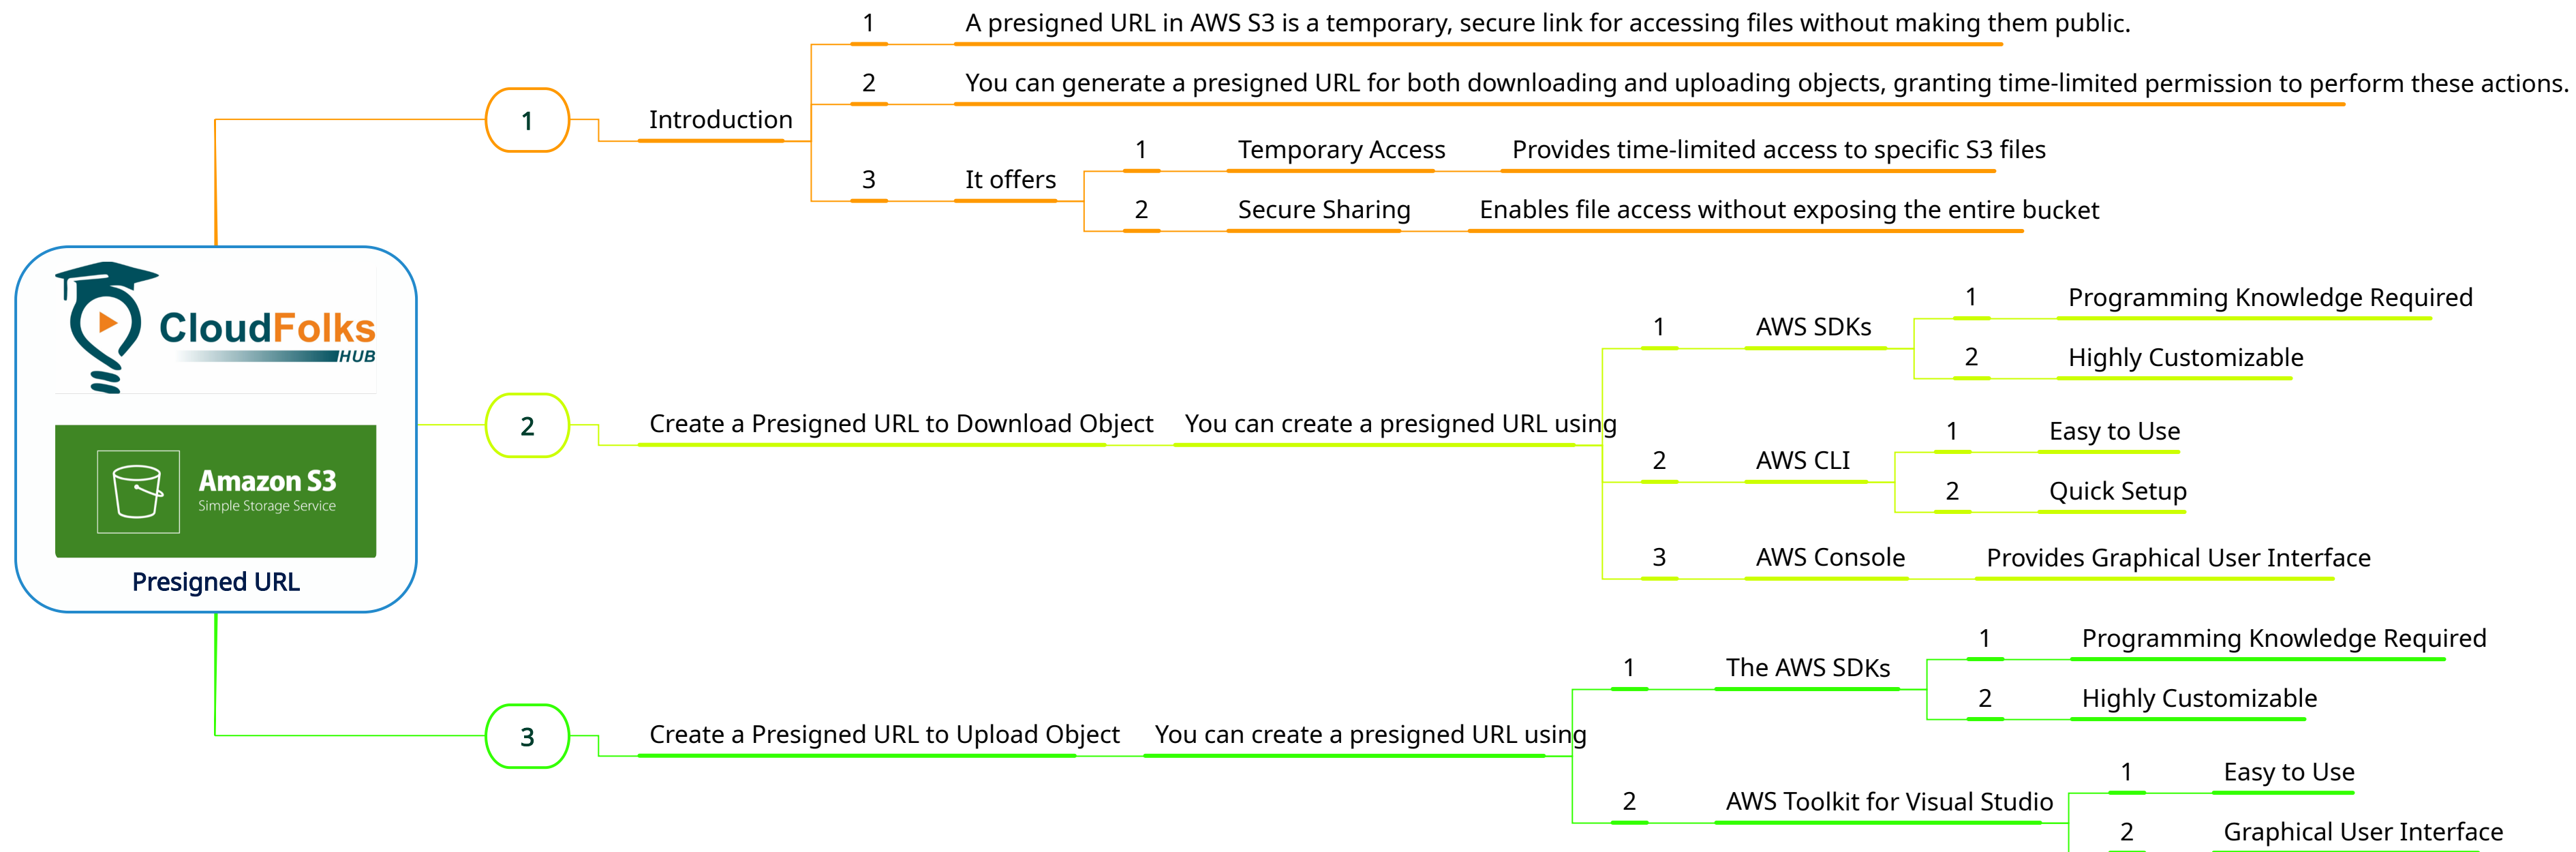 1 A presigned URL in AWS S3 is a temporary, secure link for accessing files without making them public.
2 You can generate a presigned URL for both downloading and uploading objects, granting time-limited permission to perform these actions.
1 Introduction
3 It offers
1 Temporary Access Provides time-limited access to specific S3 files
2 Secure Sharing Enables file access without exposing the entire bucket
CloudFolks
HUB
Amazon S3
Simple Storage Service
Presigned URL
2 Create a Presigned URL to Download Object You can create a presigned URL using
1 AWS SDKs
1 Programming Knowledge Required
2 Highly Customizable
2 AWS CLI
1 Easy to Use
2 Quick Setup
3 AWS Console Provides Graphical User Interface
3 Create a Presigned URL to Upload Object You can create a presigned URL using
1 The AWS SDKs
1 Programming Knowledge Required
2 Highly Customizable
2 AWS Toolkit for Visual Studio
1 Easy to Use
2 Graphical User Interface